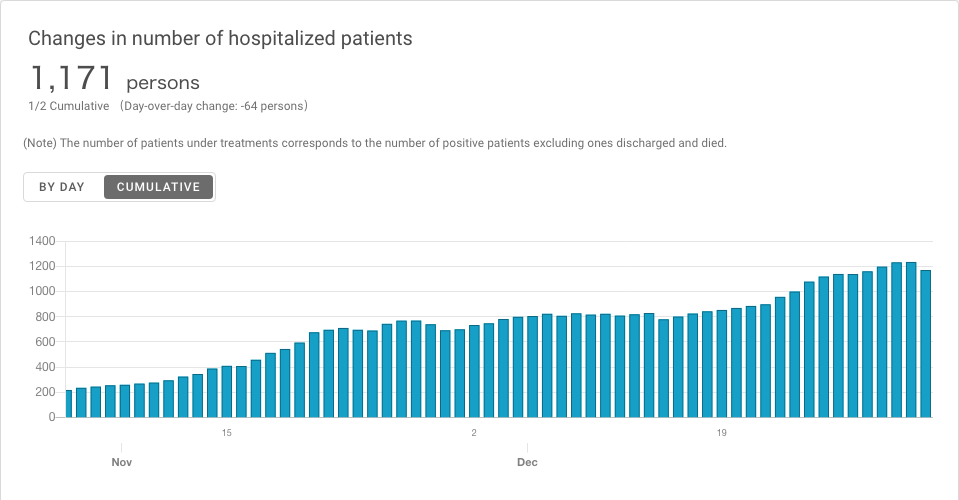 Changes in number of hospitalized patients
1,171 persons
1/2 Cumulative (Day-over-day change: -64 persons)
(Note) The number of patients under treatments corresponds to the number of positive patients excluding ones discharged and died.
BY DAY CUMULATIVE
1400
1200
1000
800
600
400
200
0
15 2 19
Nov Dec